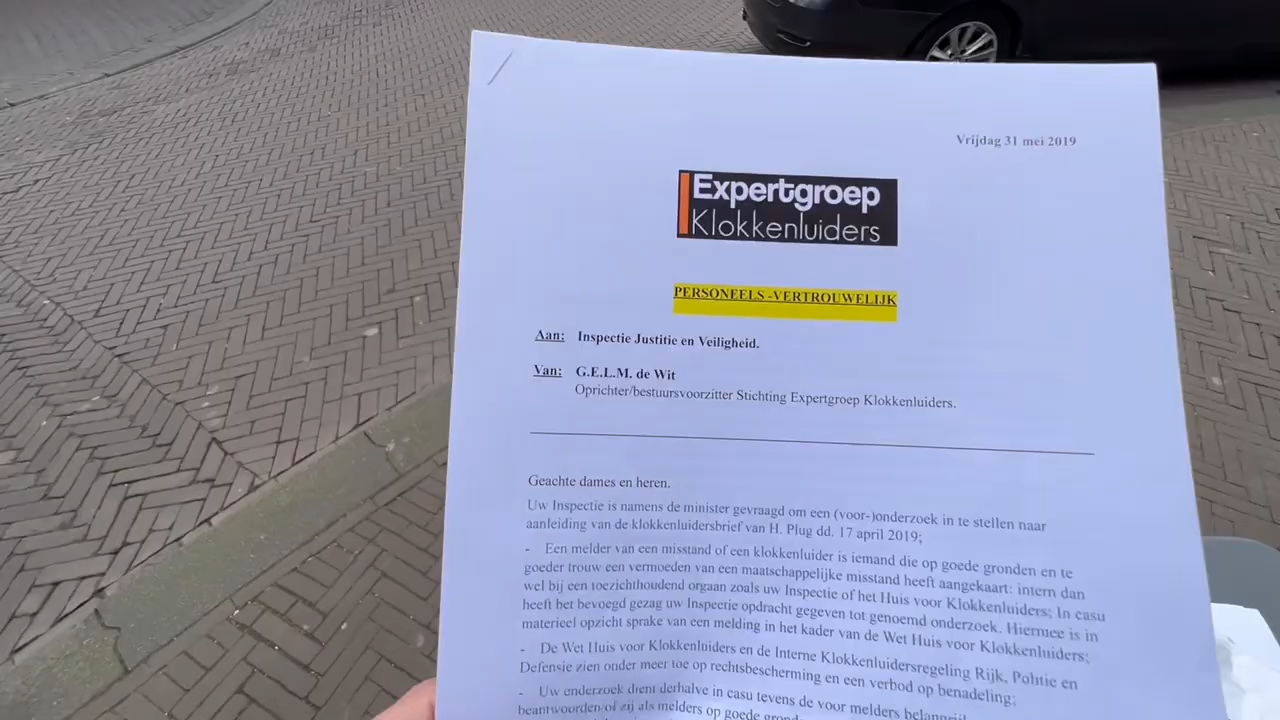 Vrijdag 31 mei 2019
Expertgroep
Klokkenluiders
PERSONEELS -VERTROUWELIJK
Aan: Inspectie Justitie en Veiligheid.
Van: G.E.L.M. de Wit
Oprichter/bestuursvoorzitter Stichting Expertgroep Klokkenluiders.
Geachte dames en heren.
Uw Inspectie is namens de minister gevraagd om een (voor-)onderzoek in te stellen naar
aanleiding van de klokkenluidersbrief van H. Plug dd. 17 april 2019;
- Een melder van een misstand of een klokkenluider is iemand die op goede gronden en te
goeder trouw een vermoeden van een maatschappelijke misstand heeft aangekaart: intern dan
wel bij een toezichthoudend orgaan zoals uw Inspectie of het Huis voor Klokkenluiders; In casu
heeft het bevoegd gezag uw Inspectie opdracht gegeven tot genoemd onderzoek. Hiermee is in
materieel opzicht sprake van een melding in het kader van de Wet Huis voor Klokkenluiders;
- De Wet Huis voor Klokkenluiders en de Interne Klokkenluidersregeling Rijk, Politie en
Defensie zien onder meer toe op rechtsbescherming en een verbod op benadeling;
- Uw onderzoek dient derhalve in casu tevens de voor melders
beantwoorden/of zij als melders op goede